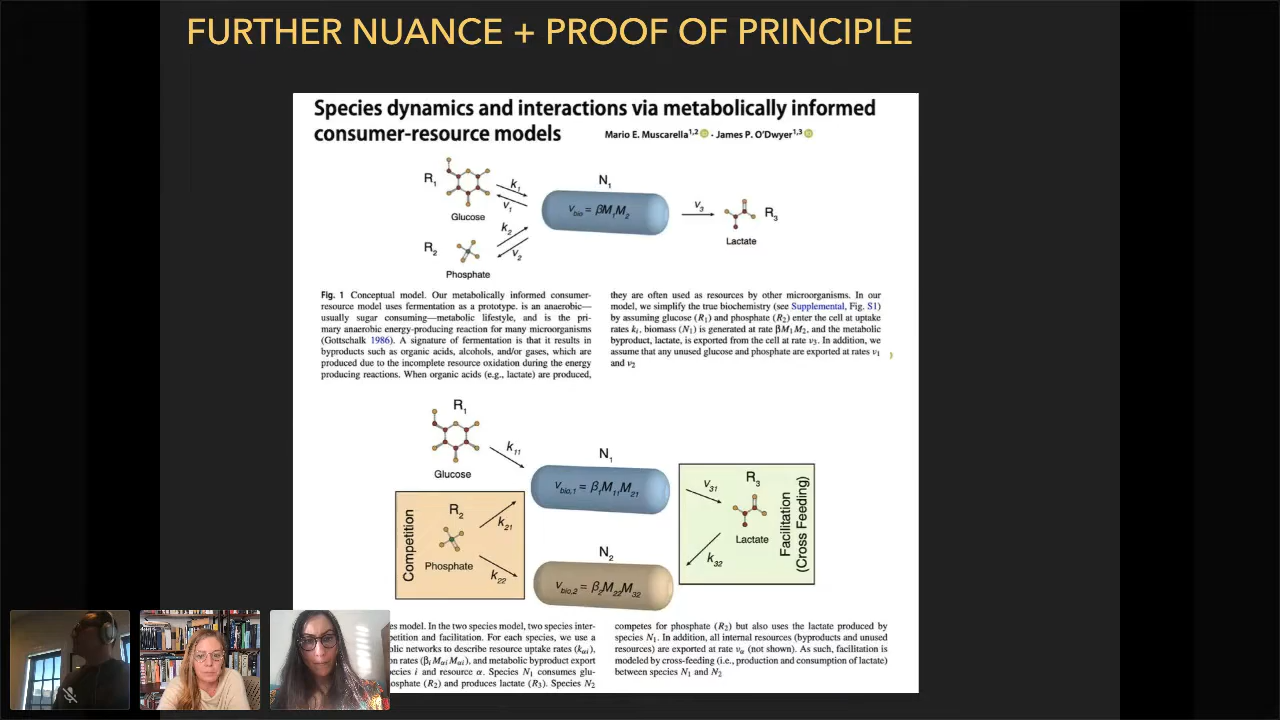 FURTHER NUANCE + PROOF OF PRINCIPLE
Species dynamics and interactions via metabolically informed
consumer-resource models
Mario E. Muscarella1,2 · James P. O'Dwyer1,3
R1
Glucose
k1
v1
R2
Phosphate
k2
v2
N1
vbio = βM1M2
v3
R3
Lactate
Fig. 1 Conceptual model. Our metabolically informed consumer-
resource model uses fermentation as a prototype. is an anaerobic—
usually sugar consuming—metabolic lifestyle, and is the pri-
mary anaerobic energy-producing reaction for many microorganisms
(Gottschalk 1986). A signature of fermentation is that it results in
byproducts such as organic acids, alcohols, and/or gases, which are
produced due to the incomplete resource oxidation during the energy
producing reactions. When organic acids (e.g., lactate) are produced,
they are often used as resources by other microorganisms. In our
model, we simplify the true biochemistry (see Supplemental, Fig. S1)
by assuming glucose (R1) and phosphate (R2) enter the cell at uptake
rates ki, biomass (N1) is generated at rate βM1M2, and the metabolic
byproduct, lactate, is exported from the cell at rate v3. In addition, we
assume that any unused glucose and phosphate are exported at rates v1
and v2
R1
Glucose
k11
Competition
R2
Phosphate
k21
k22
N1
vbio,1 = β1M11M21
N2
vbio,2 = β2M22M32
v31
k32
R3
Lactate
Facilitation
(Cross Feeding)
es model. In the two species model, two species inter-
petition and facilitation. For each species, we use a
olic networks to describe resource uptake rates (kαi),
on rates (βi Mαi Mαi), and metabolic byproduct export
pecies i and resource α. Species N1 consumes glu-
osphate (R2) and produces lactate (R3). Species N2
competes for phosphate (R2) but also uses the lactate produced by
species N1. In addition, all internal resources (byproducts and unused
resources) are exported at rate vα (not shown). As such, facilitation is
modeled by cross-feeding (i.e., production and consumption of lactate)
between species N1 and N2